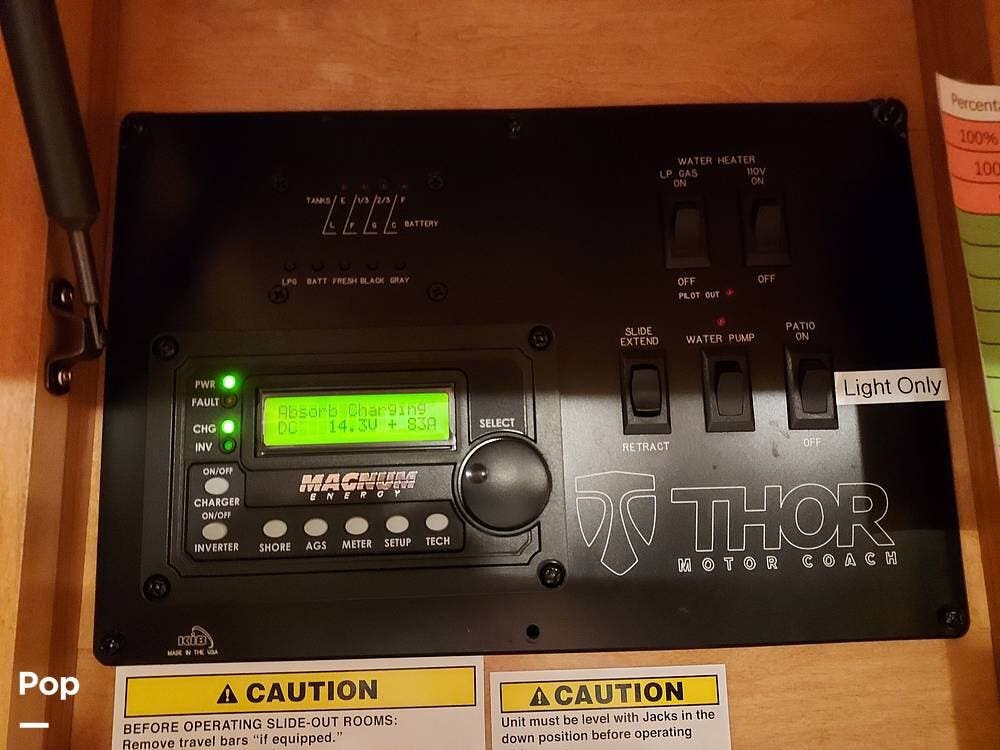 TANKS E 1/3 2/3 F
L F G C BATTERY
LPG BATT FRESH BLACK GRAY
WATER HEATER
LP GAS ON
110V ON
OFF
OFF
PILOT OUT
SLIDE EXTEND
RETRACT
WATER PUMP
PATIO ON
OFF
Light Only
PWR
FAULT
CHG
INV
Absorb Charging
DC 14.3V + 83A
SELECT
MAGNUM
ENERGY
ON/OFF
CHARGER
ON/OFF
INVERTER
SHORE AGS METER SETUP TECH
THOR
MOTOR COACH
KIB
MADE IN THE USA
100%
100
Pop
CAUTION
BEFORE OPERATING SLIDE-OUT ROOMS:
Remove travel bars "if equipped."
CAUTION
Unit must be level with Jacks in the
down position before operating